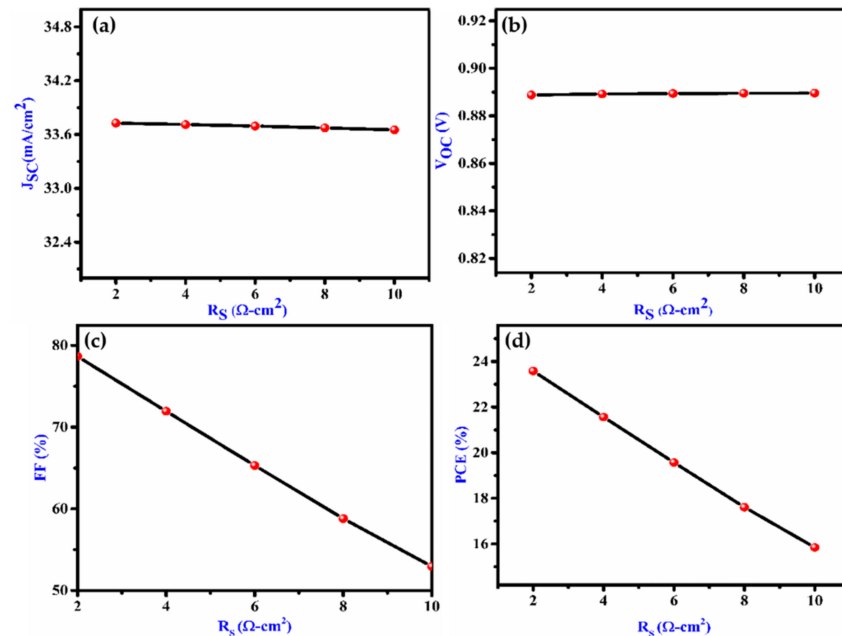 (a)
34.8
34.2
33.6
33.0
32.4
J_SC (mA/cm²)
2 4 6 8 10
R_S (Ω-cm²)
(b)
0.92
0.90
0.88
0.86
0.84
0.82
V_OC (V)
2 4 6 8 10
R_S (Ω-cm²)
(c)
80
70
60
50
FF (%)
2 4 6 8 10
R_s (Ω-cm²)
(d)
24
22
20
18
16
PCE (%)
2 4 6 8 10
R_s (Ω-cm²)